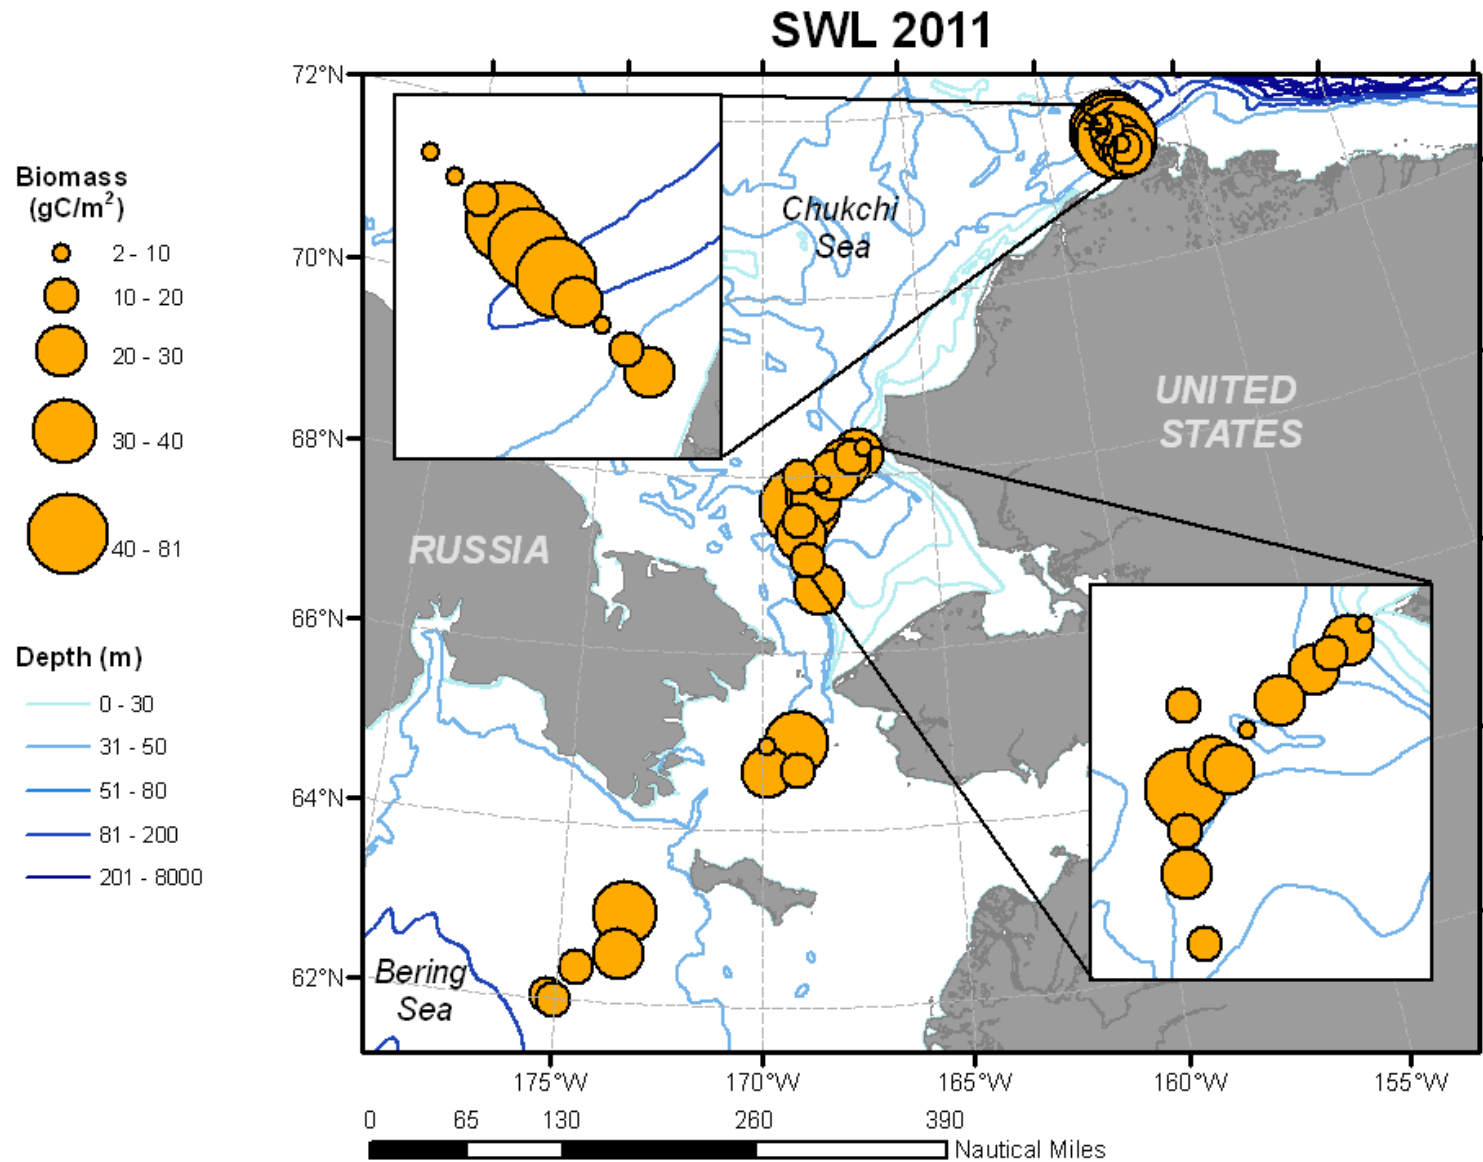 SWL 2011
72°N
70°N
68°N
66°N
64°N
62°N
Biomass
(gC/m²)
2 - 10
10 - 20
20 - 30
30 - 40
40 - 81
Depth (m)
0 - 30
31 - 50
51 - 80
81 - 200
201 - 8000
Chukchi
Sea
UNITED
STATES
RUSSIA
Bering
Sea
175°W
170°W
165°W
160°W
155°W
0
65
130
260
390
Nautical Miles